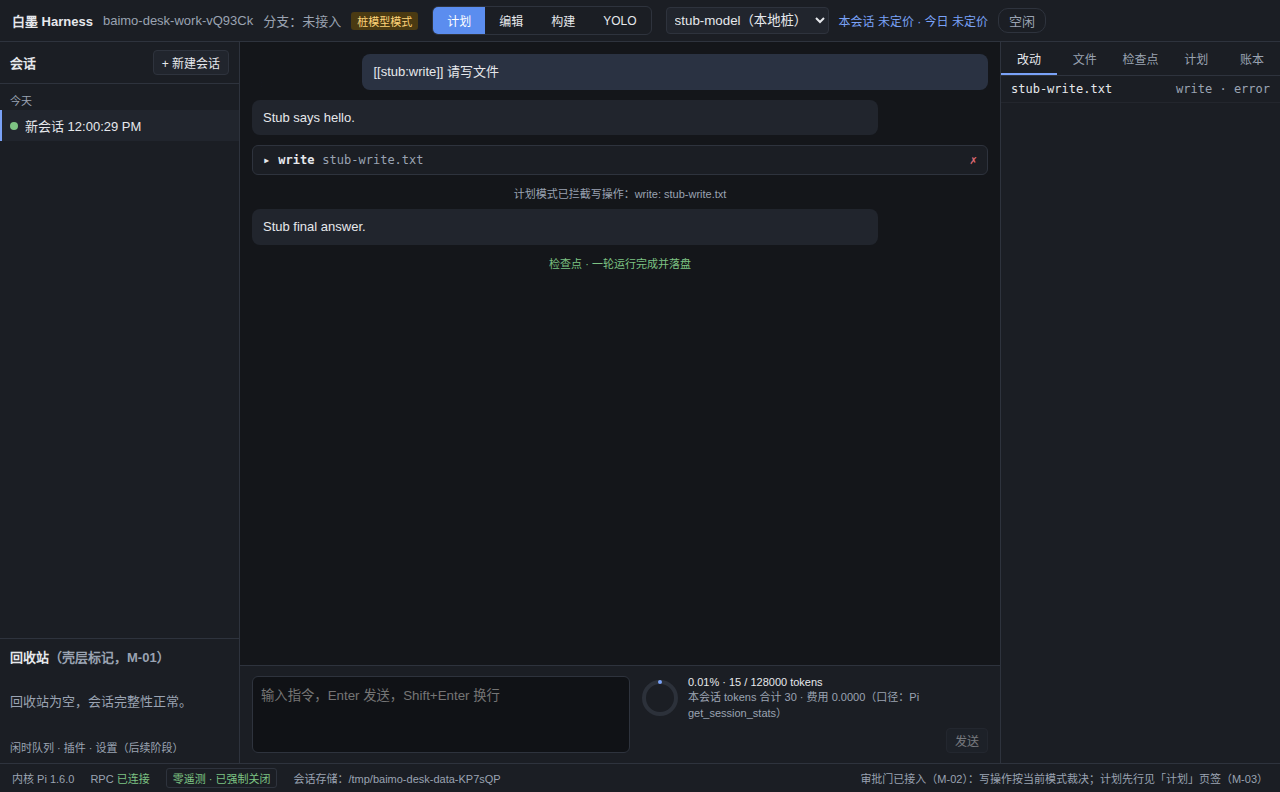 白墨 Harness baimo-desk-work-vQ93Ck 分支：未接入 桩模型模式 计划 编辑 构建 YOLO stub-model（本地桩） 本会话 未定价 · 今日 未定价 空闲
会话 + 新建会话
今天
新会话 12:00:29 PM
[[stub:write]] 请写文件
Stub says hello.
▸ write stub-write.txt ✗
计划模式已拦截写操作：write: stub-write.txt
Stub final answer.
检查点 · 一轮运行完成并落盘
改动 文件 检查点 计划 账本
stub-write.txt write · error
回收站（壳层标记，M-01）
回收站为空，会话完整性正常。
闲时队列 · 插件 · 设置（后续阶段）
输入指令，Enter 发送，Shift+Enter 换行
0.01% · 15 / 128000 tokens
本会话 tokens 合计 30 · 费用 0.0000（口径：Pi
get_session_stats）
发送
内核 Pi 1.6.0 RPC 已连接 零遥测 · 已强制关闭 会话存储：/tmp/baimo-desk-data-KP7sQP 审批门已接入（M-02）：写操作按当前模式裁决；计划先行见「计划」页签（M-03）